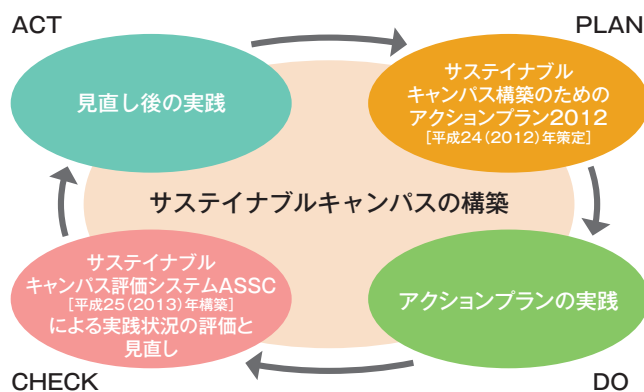 ACT
PLAN
見直し後の実践
サステイナブル
キャンパス構築のための
アクションプラン2012
[平成24(2012)年策定]
サステイナブルキャンパスの構築
サステイナブル
キャンパス評価システムASSC
[平成25(2013)年構築]
による実践状況の評価と
見直し
アクションプランの実践
CHECK
DO